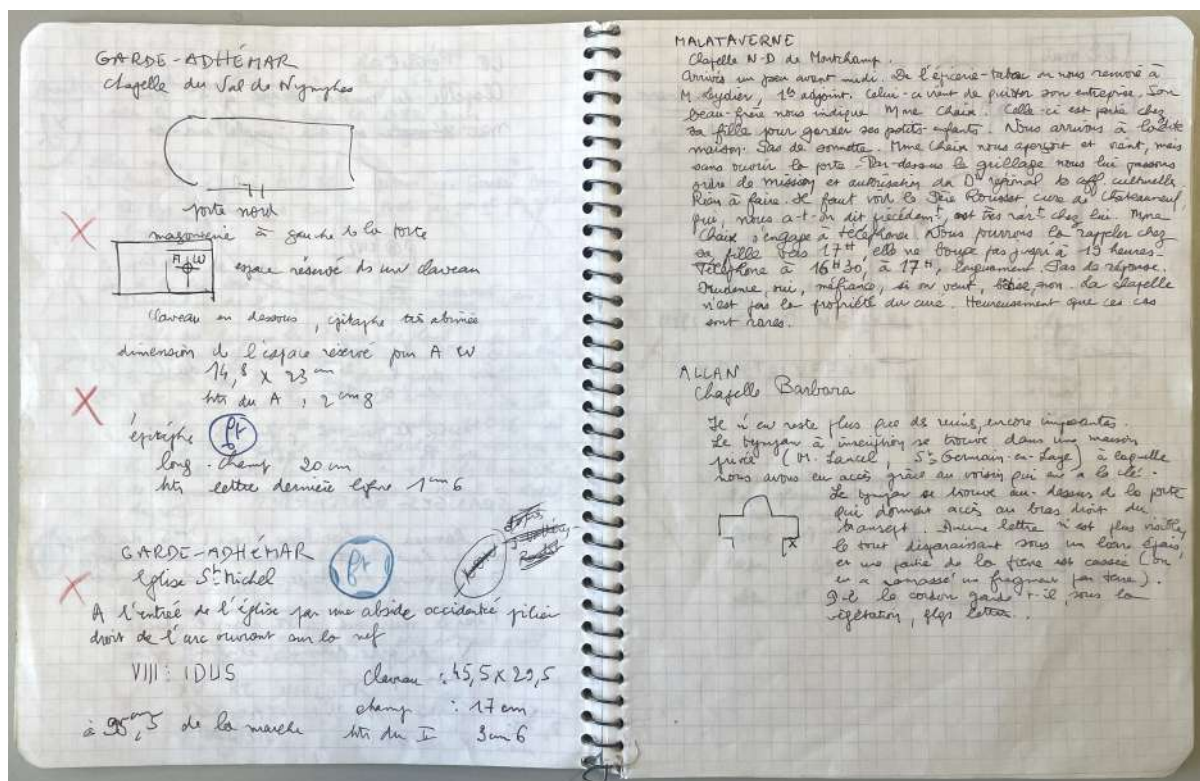 GARDE-ADHÉMAR
Chapelle du Val des Nymphes
porte nord
maçonnerie à gauche de la porte
A W
espace réservé ds un claveau
claveau en dessous, épitaphe très abimée
dimension de l'espace réservé pour A W
14,8 x 23 cm
htr du A, 2 cm 8
épitaphe ft
long. champ 20 cm
htr lettre dernière ligne 1 cm 6
GARDE-ADHÉMAR
église St Michel
ft
A l'entrée de l'église par une abside pilier
droit de l'arc ouvrant sur la nef
VIII : IDUS
claveau : 45,5 x 29,5
champ : 17 cm
à 95 cm,5 de la marche
htr du I 3 cm 6
MALATAVERNE
Chapelle N-D de Montchamp.
Arrivés un peu avant midi. De l'épicerie-tabac on nous renvoie à
M. Leydier, 1er adjoint. Celui-ci vient de quitter son entreprise. Son
beau-frère nous indique Mme Chaix. Celle-ci est partie chez
sa fille pour garder ses petits-enfants. Nous arrivons à ladite
maison. Pas de sonnette. Mme Chaix nous aperçoit et vient, mais
sans ouvrir la porte. Par-dessus le grillage nous lui passons
ordre de mission et autorisation du Dr régional des aff. culturelles.
Rien à faire. Il faut voir le Père Rousset curé de Chateauneuf,
qui, nous a-t-on dit précédemt, est très rart chez lui. Mme
Chaix s'engage à téléphoner. Nous pourrons la rappeler chez
sa fille vers 17H, elle ne bouge pas jusqu'à 19 heures.
Téléphone à 16H30, à 17H, longuement. Pas de réponse.
Prudence, oui, méfiance, si on veut, bêtise, non. La chapelle
n'est pas la propriété du curé. Heureusement que ces cas
sont rares.
ALLAN
Chapelle Barbara
Il n'en reste plus que des ruines, encore imposantes.
Le tympan à inscription se trouve dans une maison
privée (M. Lancel, St Germain-en-Laye) à laquelle
nous avons eu accès grâce au voisin qui en a la clé.
Le tympan se trouve au-dessus de la porte
qui donnait accès au bras droit du
transept. Aucune lettre n'est plus visible,
le tout disparaissant sous un lierre épais,
et une partie de la pierre est cassée (on
en a ramassé un fragment par terre).
x
le cordon garde-t-il, sous la
végétation, qlqs lettres..